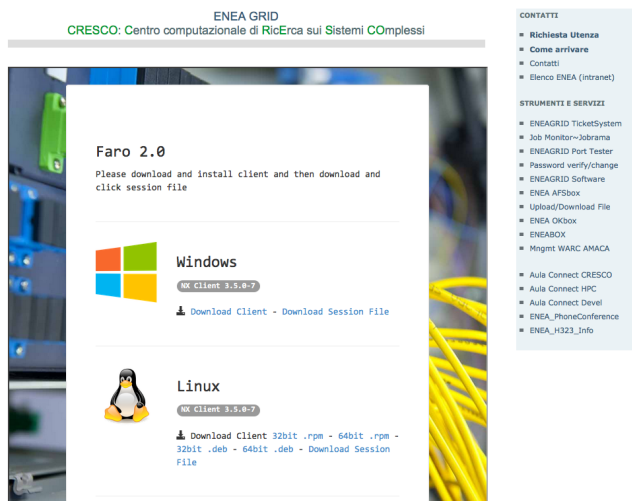 ENEA GRID
CRESCO: Centro computazionale di RicErca sui Sistemi COmplessi
Faro 2.0
Please download and install client and then download and
click session file
Windows
NX Client 3.5.0-7
Download Client - Download Session File
Linux
NX Client 3.5.0-7
Download Client 32bit .rpm - 64bit .rpm -
32bit .deb - 64bit .deb - Download Session
File
CONTATTI
Richiesta Utenza
Come arrivare
Contatti
Elenco ENEA (intranet)
STRUMENTI E SERVIZI
ENEAGRID TicketSystem
Job Monitor~Jobrama
ENEAGRID Port Tester
Password verify/change
ENEAGRID Software
ENEA AFSbox
Upload/Download File
ENEA OKbox
ENEABOX
Mngmt WARC AMACA
Aula Connect CRESCO
Aula Connect HPC
Aula Connect Devel
ENEA_PhoneConference
ENEA_H323_Info